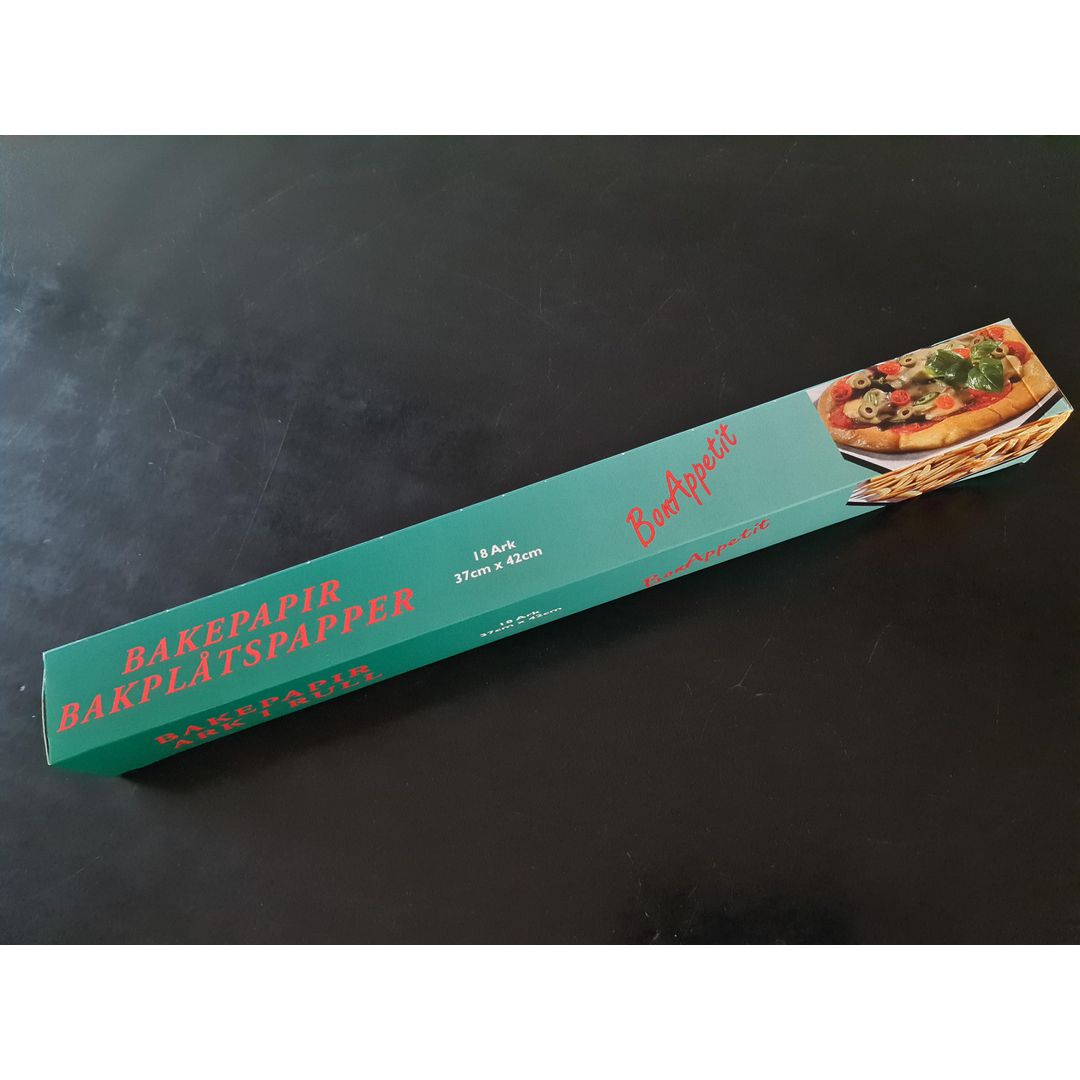 BAKEPAPIR
BAKPLÅTSPAPPER
18 Ark
37cm x 42cm
BonAppetit
BAKEPAPIR
ARK I RULL
18 Ark
37cm x 42cm
BonAppetit